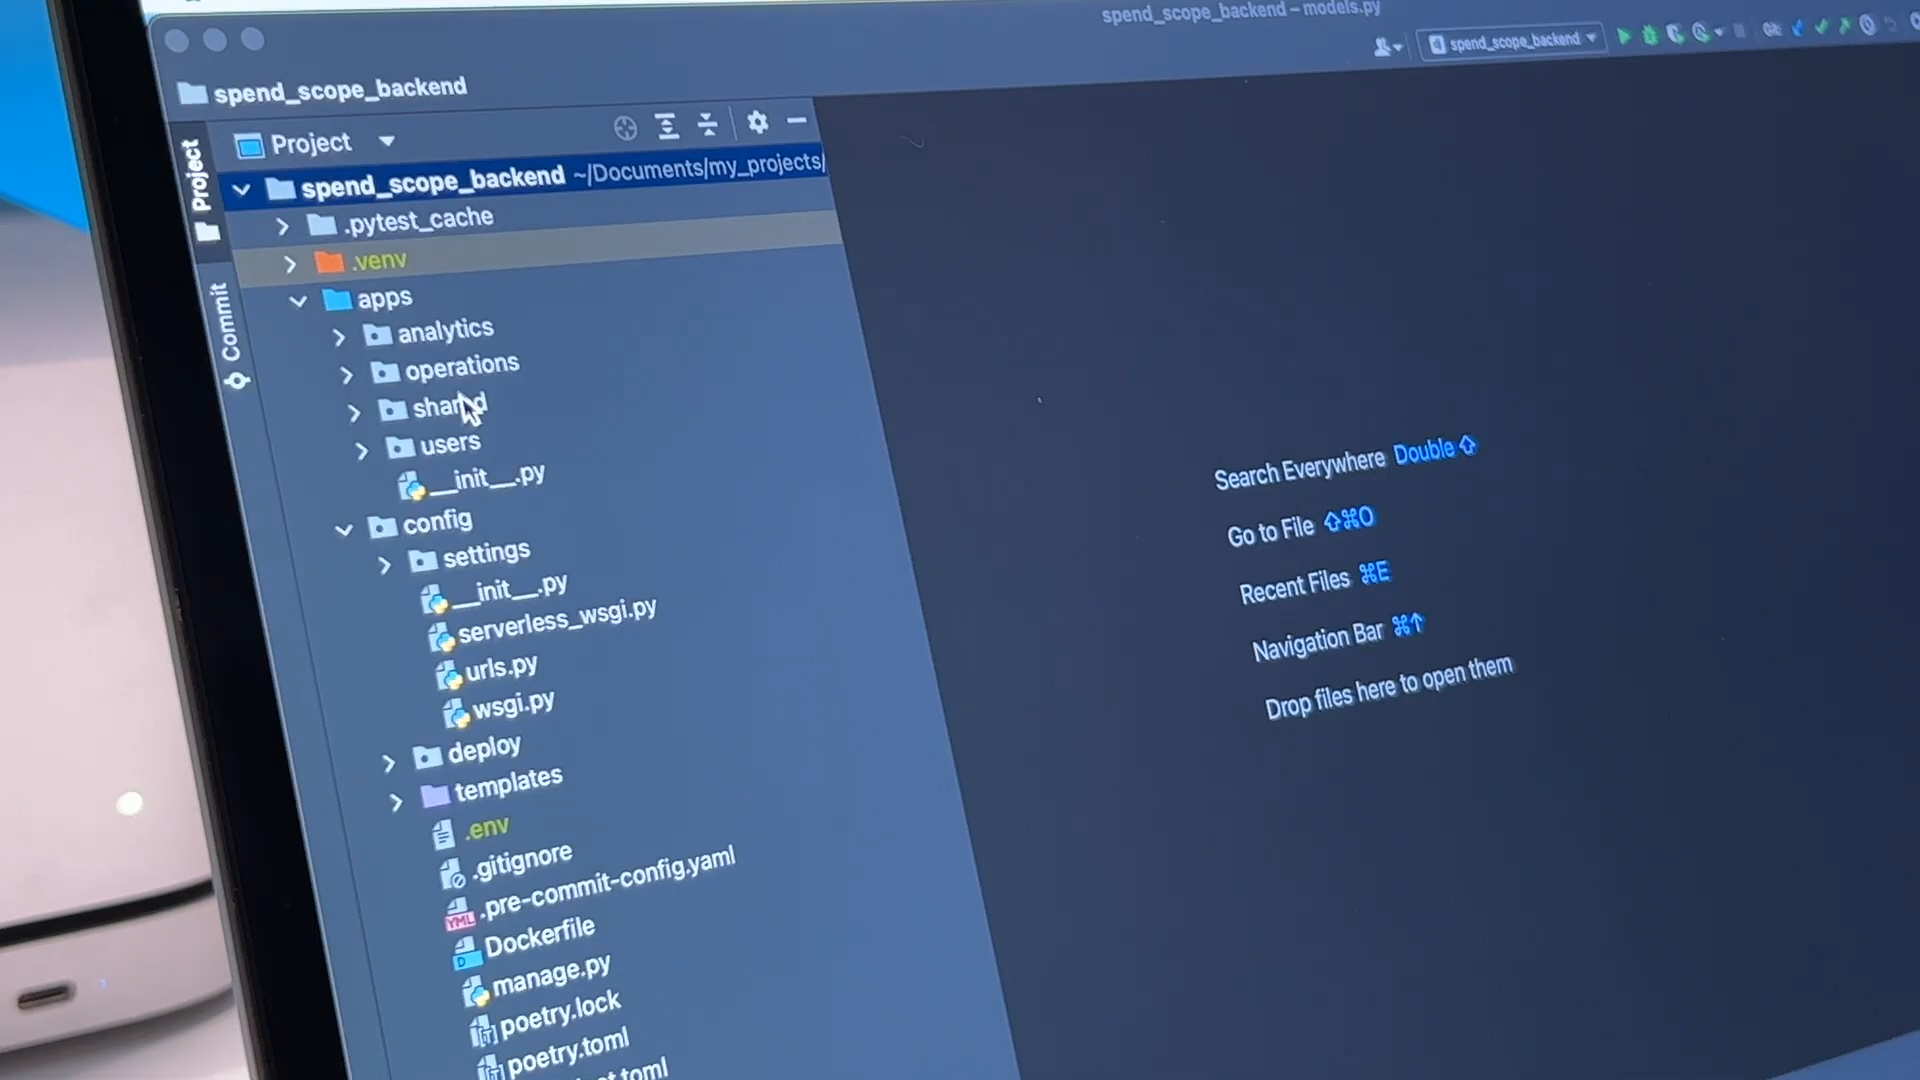 spend_scope_backend – models.py
spend_scope_backend
spend_scope_backend
Project
Project
Commit
spend_scope_backend ~/Documents/my_projects/
.pytest_cache
.venv
apps
analytics
operations
shared
users
__init__.py
config
settings
__init__.py
serverless_wsgi.py
urls.py
wsgi.py
deploy
templates
.env
.gitignore
.pre-commit-config.yaml
Dockerfile
manage.py
poetry.lock
poetry.toml
Search Everywhere Double ⇧
Go to File ⇧⌘O
Recent Files ⌘E
Navigation Bar ⌘↑
Drop files here to open them